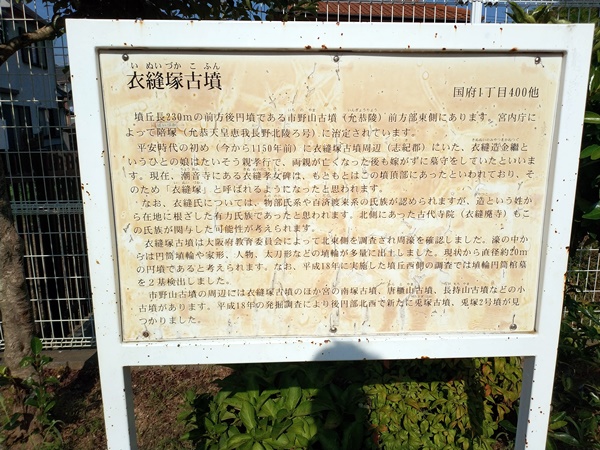 いぬいづかこふん
衣縫塚古墳
国府1丁目400他
墳丘長230mの前方後円墳である市野山古墳（允恭陵）前方部東側にあります。宮内庁に
よって陪塚（允恭天皇恵我長野北陵ろ号）に治定されています。
平安時代の初め（今から1150年前）に衣縫塚古墳周辺（志紀郡）にいた、衣縫造金継と
いうひとの娘はたいそう親孝行で、両親が亡くなった後も嫁がずに墓守をしていたといいま
す。現在、潮音寺にある衣縫孝女碑は、もともとはこの墳頂部にあったといわれており、そ
のため「衣縫塚」と呼ばれるようになったと思われます。
なお、衣縫氏については、物部氏系や百済渡来系の氏族が認められますが、造という姓か
ら在地に根ざした有力氏族であったと思われます。北側にあった古代寺院（衣縫廃寺）もこ
の氏族が関与した可能性が考えられます。
衣縫塚古墳は大阪府教育委員会によって北東側を調査され周濠を確認しました。濠の中か
らは円筒埴輪や家形、人物、太刀形などの埴輪が多量に出土しました。現状から直径約20m
の円墳であると考えられます。なお、平成18年に実施した墳丘西側の調査では埴輪円筒棺墓
を2基検出しました。
市野山古墳の周辺には衣縫塚古墳のほか宮の南塚古墳、唐櫃山古墳、長持山古墳などの小
古墳があります。平成18年の発掘調査により後円部北西で新たに兎塚古墳、兎塚2号墳が見
つかりました。